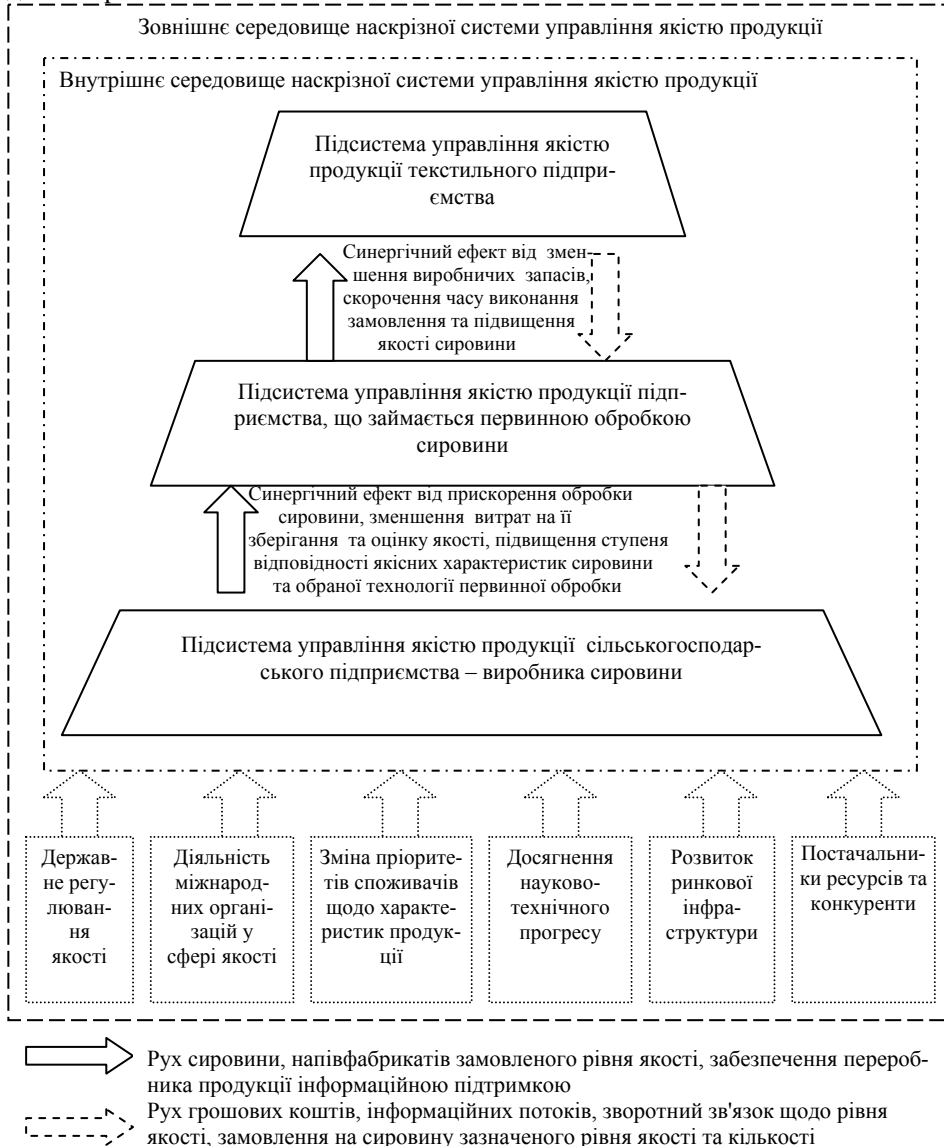 Зовнішнє середовище наскрізної системи управління якістю продукції
Внутрішнє середовище наскрізної системи управління якістю продукції
Підсистема управління якістю
продукції текстильного підпри-
ємства
Синергічний ефект від змен-
шення виробничих запасів,
скорочення часу виконання
замовлення та підвищення
якості сировини
Підсистема управління якістю продукції підп-
риємства, що займається первинною обробкою
сировини
Синергічний ефект від прискорення обробки
сировини, зменшення витрат на її
зберігання та оцінку якості, підвищення ступеня
відповідності якісних характеристик сировини
та обраної технології первинної обробки
Підсистема управління якістю продукції сільськогосподар-
ського підприємства – виробника сировини
Держав-
не регу-
люван-
ня
якості
Діяльність
міжнарод-
них органі-
зацій у
сфері якості
Зміна пріорите-
тів споживачів
щодо характе-
ристик продук-
ції
Досягнення
науково-
технічного
прогресу
Розвиток
ринкової
інфра-
структури
Постачальни-
ки ресурсів та
конкуренти
Рух сировини, напівфабрикатів замовленого рівня якості, забезпечення перероб-
ника продукції інформаційною підтримкою
Рух грошових коштів, інформаційних потоків, зворотний зв'язок щодо рівня
якості, замовлення на сировину зазначеного рівня якості та кількості